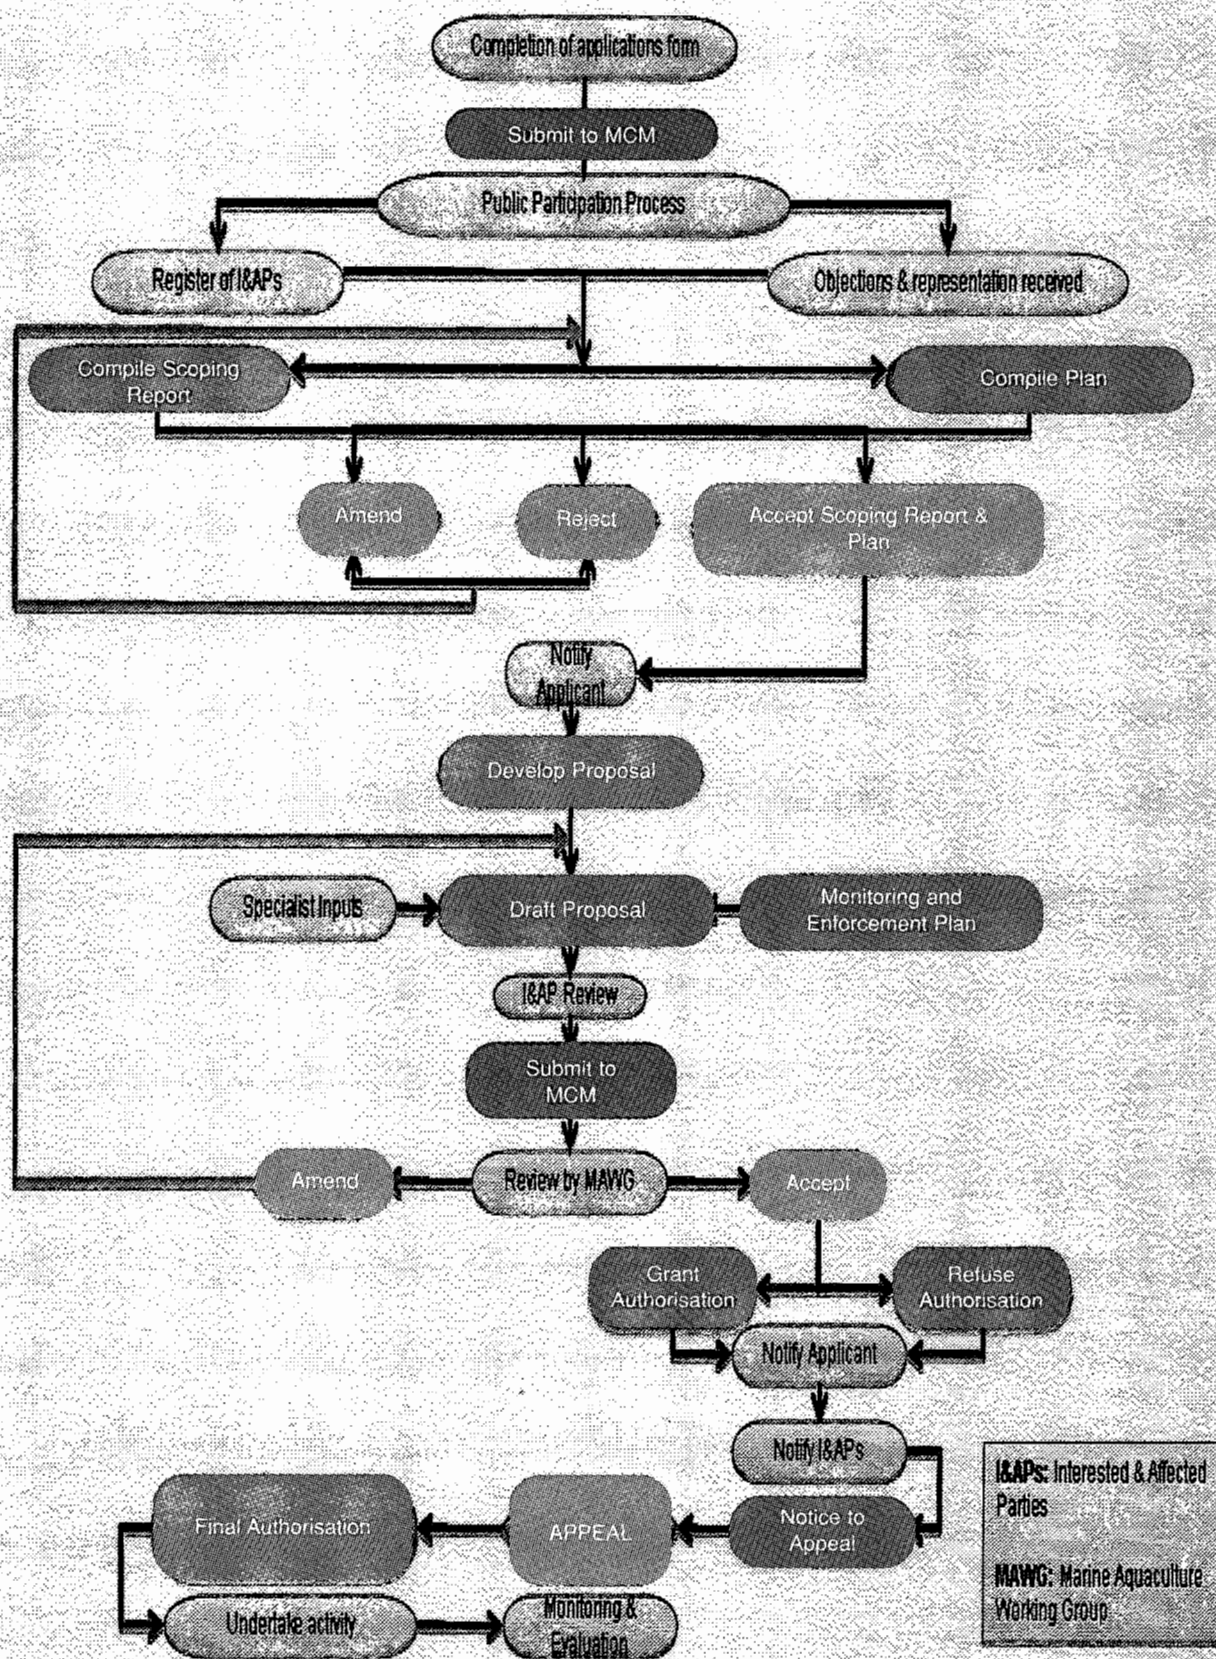 Completion of applications form
Submit to MCM
Public Participation Process
Register of I&APs
Objections & representation received
Compile Scoping
Report
Compile Plan
Amend
Reject
Accept Scoping Report &
Plan
Notify
Applicant
Develop Proposal
Specialist Inputs
Draft Proposal
Monitoring and
Enforcement Plan
I&AP Review
Submit to
MCM
Amend
Review by MAWG
Accept
Grant
Authorisation
Refuse
Authorisation
Notify Applicant
Notify I&APs
Final Authorisation
APPEAL
Notice to
Appeal
Undertake activity
Monitoring &
Evaluation
I&APs: Interested & Affected
Parties
MAWG: Marine Aquaculture
Working Group